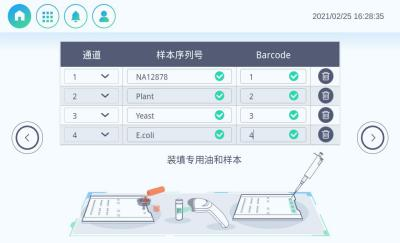 2021/02/25 16:28:35
通道 样本序列号 Barcode
1 NA12878 1
2 Plant 2
3 Yeast 3
4 E.coli 4
装填专用油和样本